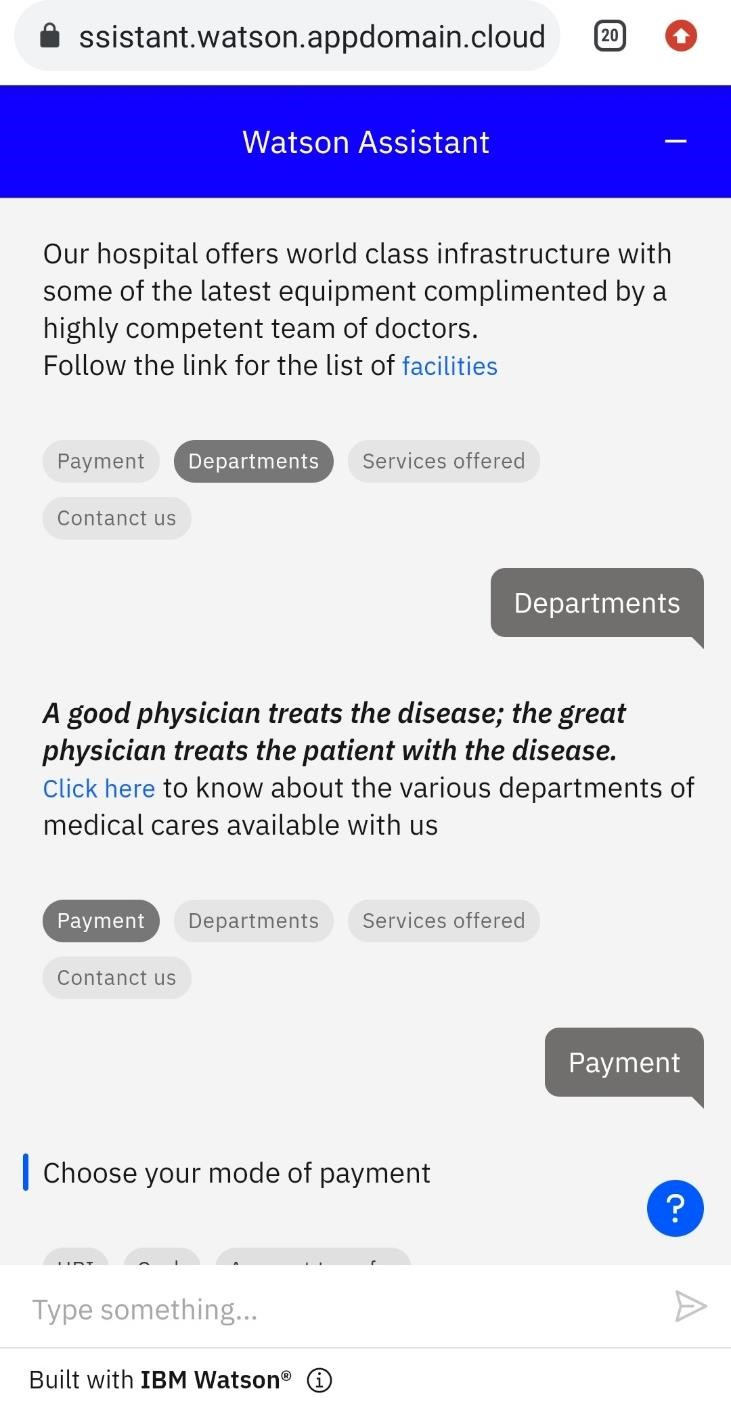 ssistant.watson.appdomain.cloud 20
Watson Assistant
Our hospital offers world class infrastructure with
some of the latest equipment complimented by a
highly competent team of doctors.
Follow the link for the list of facilities
Payment Departments Services offered
Contanct us
Departments
A good physician treats the disease; the great
physician treats the patient with the disease.
Click here to know about the various departments of
medical cares available with us
Payment Departments Services offered
Contanct us
Payment
Choose your mode of payment
?
Type something...
Built with IBM Watson®